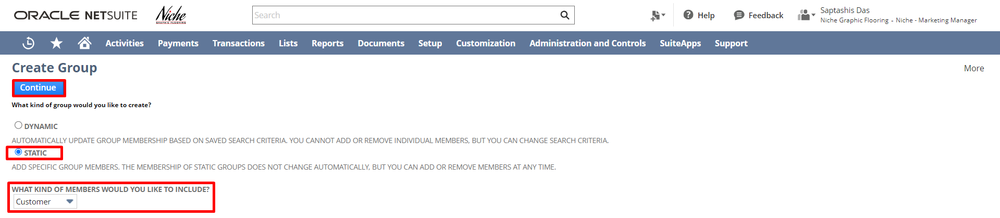 ORACLE NETSUITE
Niche
GRAPHIC FLOORING
Search
Help
Feedback
Saptashis Das
Niche Graphic Flooring - Niche - Marketing Manager
Activities Payments Transactions Lists Reports Documents Setup Customization Administration and Controls SuiteApps Support
Create Group
More
Continue
What kind of group would you like to create?
DYNAMIC
AUTOMATICALLY UPDATE GROUP MEMBERSHIP BASED ON SAVED SEARCH CRITERIA. YOU CANNOT ADD OR REMOVE INDIVIDUAL MEMBERS, BUT YOU CAN CHANGE SEARCH CRITERIA.
STATIC
ADD SPECIFIC GROUP MEMBERS. THE MEMBERSHIP OF STATIC GROUPS DOES NOT CHANGE AUTOMATICALLY, BUT YOU CAN ADD OR REMOVE MEMBERS AT ANY TIME.
WHAT KIND OF MEMBERS WOULD YOU LIKE TO INCLUDE?
Customer